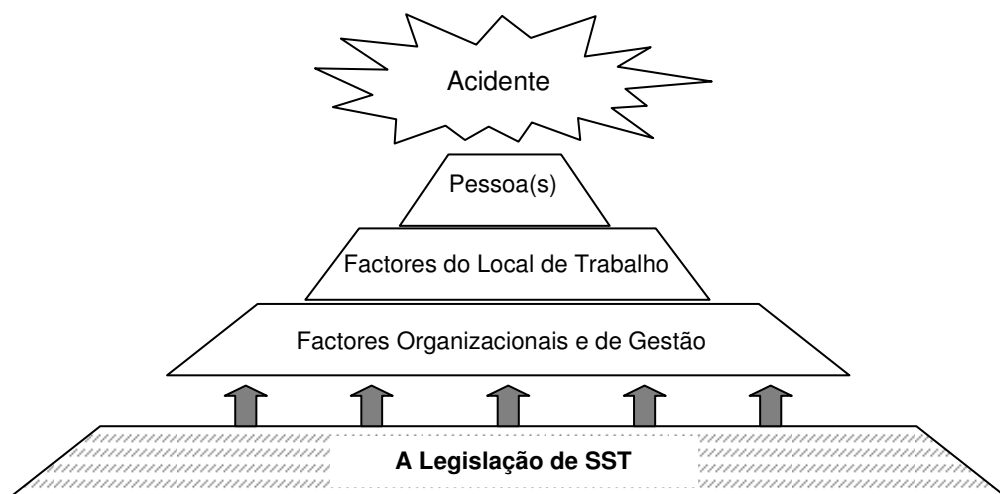 Acidente
Pessoa(s)
Factores do Local de Trabalho
Factores Organizacionais e de Gestão
A Legislação de SST